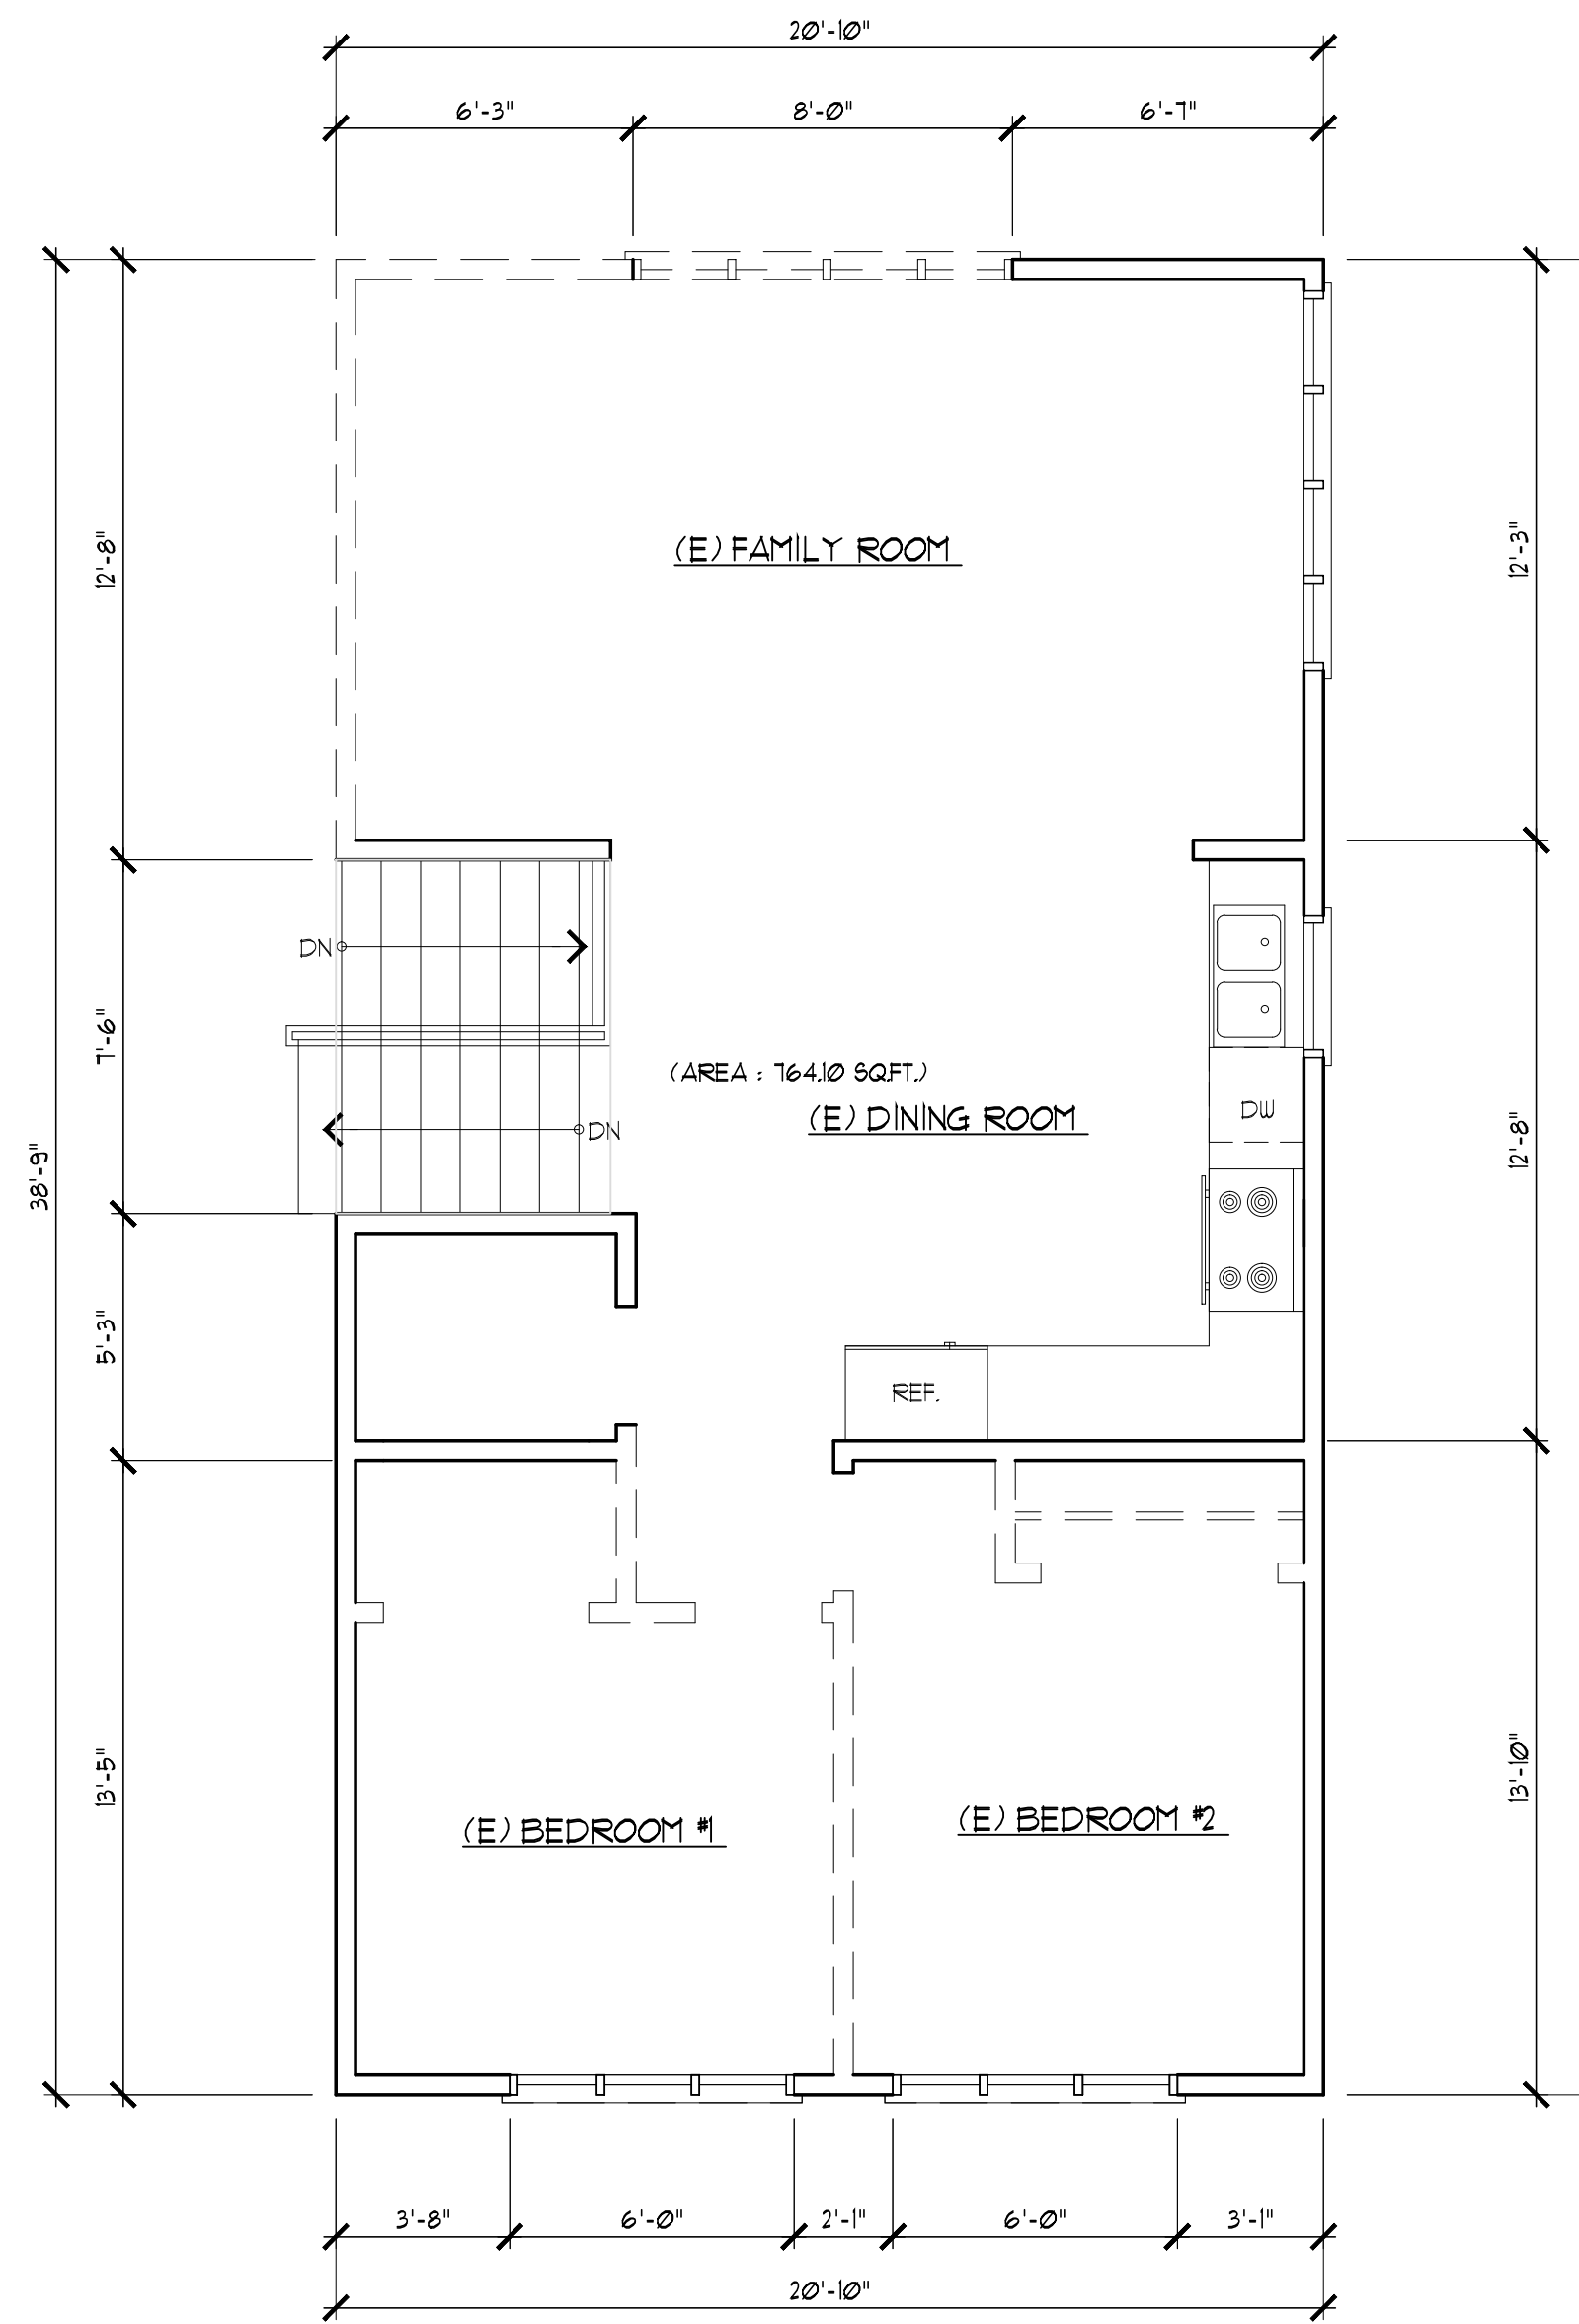 20'-10"
6'-3"
8'-0"
6'-7"
12'-8"
12'-3"
(E) FAMILY ROOM
DN
7'-6"
(AREA : 764.10 SQ.FT.)
(E) DINING ROOM
DW
DN
38'-9"
12'-8"
5'-3"
REF.
13'-5"
13'-10"
(E) BEDROOM #1
(E) BEDROOM #2
3'-8"
6'-0"
2'-1"
6'-0"
3'-1"
20'-10"